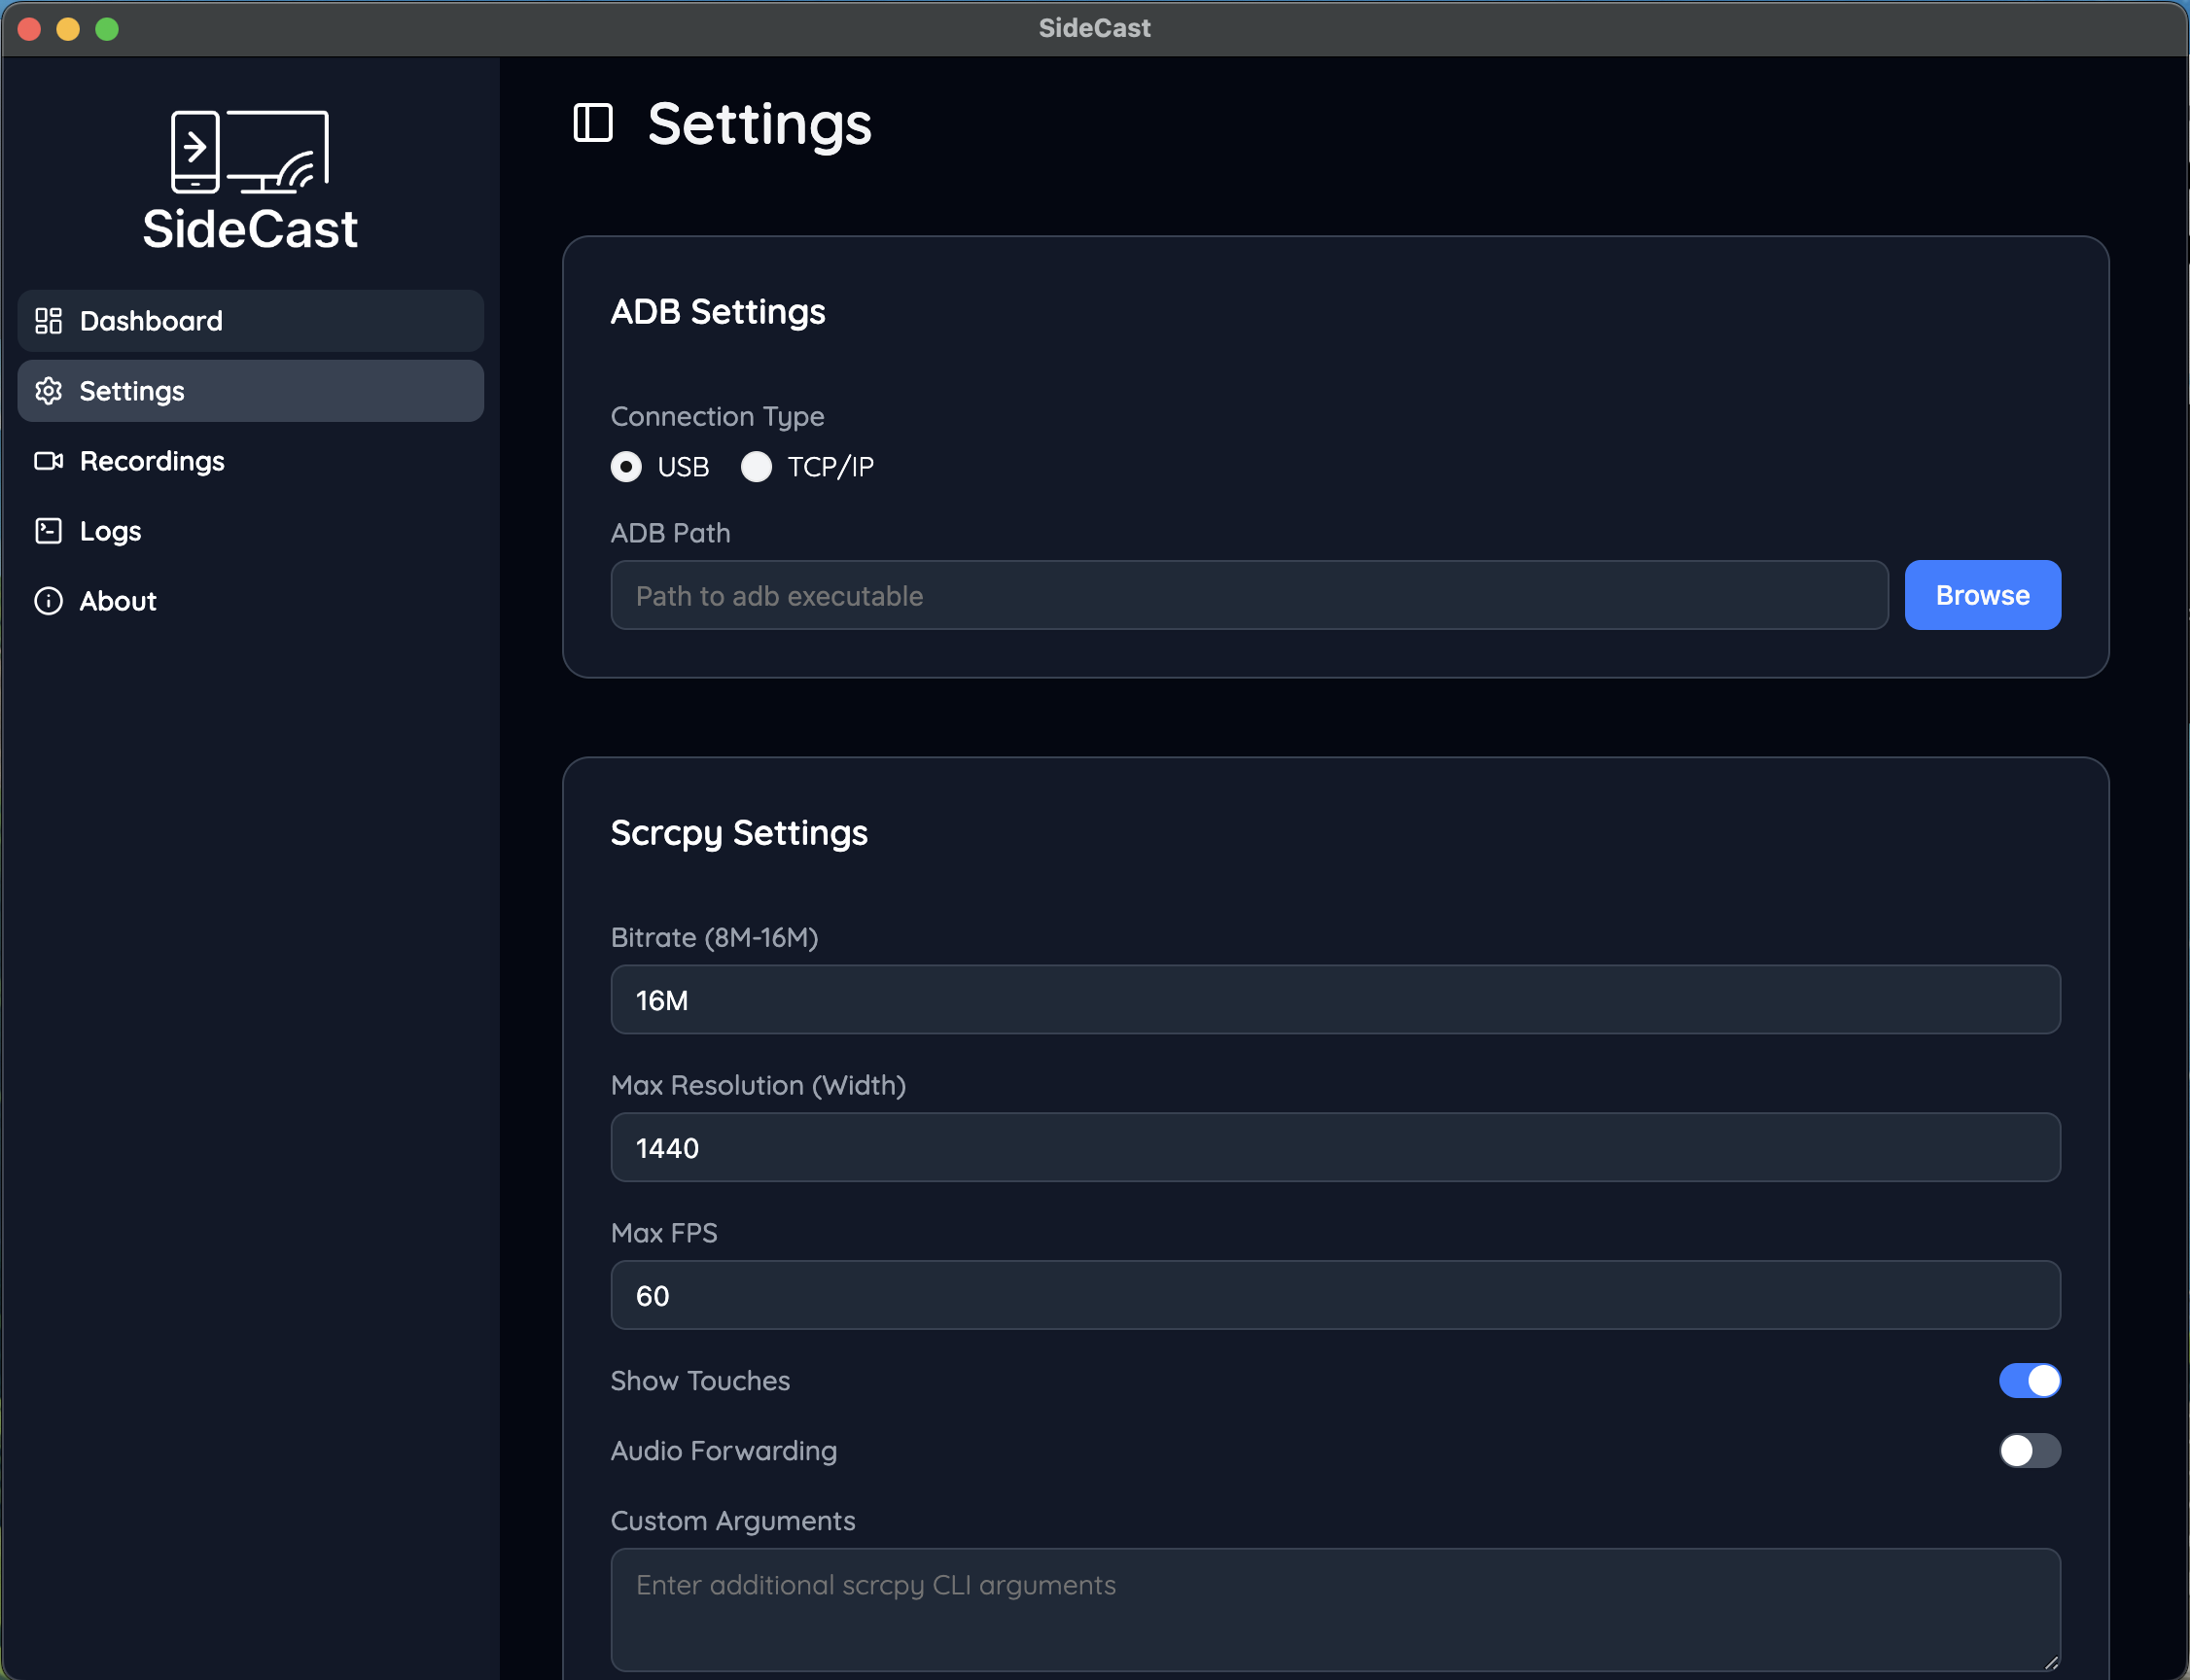 SideCast
SideCast
Dashboard
Settings
Recordings
Logs
About
Settings
ADB Settings
Connection Type
USB TCP/IP
ADB Path
Path to adb executable
Browse
Scrcpy Settings
Bitrate (8M-16M)
16M
Max Resolution (Width)
1440
Max FPS
60
Show Touches
Audio Forwarding
Custom Arguments
Enter additional scrcpy CLI arguments